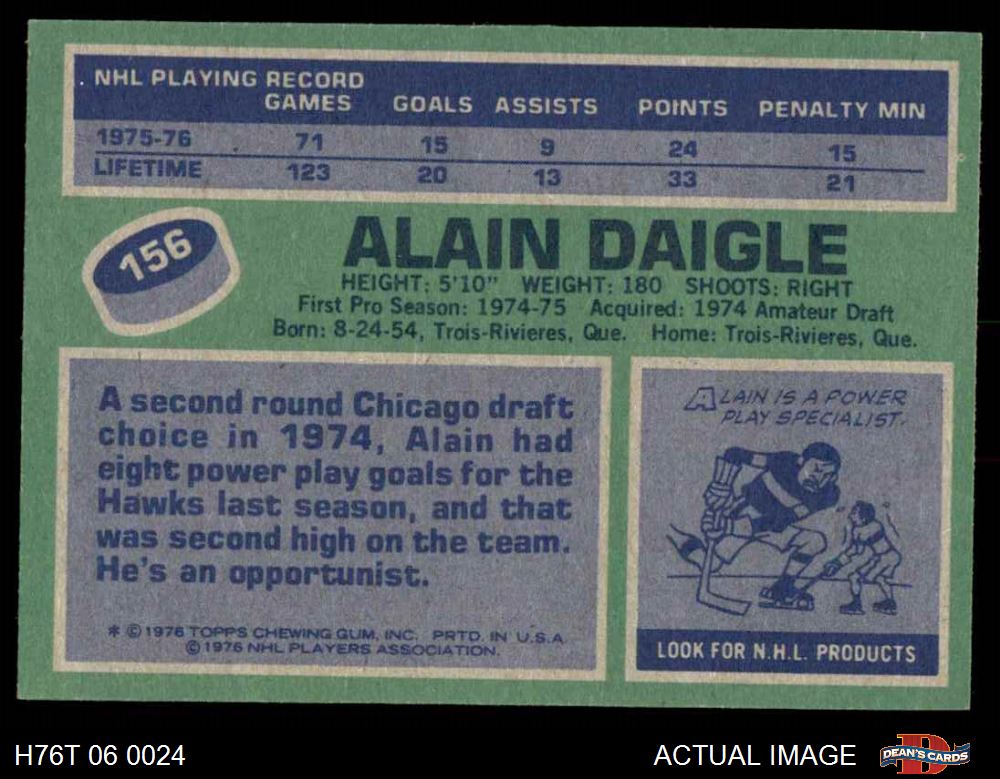 NHL PLAYING RECORD
GAMES GOALS ASSISTS POINTS PENALTY MIN
1975-76 71 15 9 24 15
LIFETIME 123 20 13 33 21
156
ALAIN DAIGLE
HEIGHT: 5'10" WEIGHT: 180 SHOOTS: RIGHT
First Pro Season: 1974-75 Acquired: 1974 Amateur Draft
Born: 8-24-54, Trois-Rivieres, Que. Home: Trois-Rivieres, Que.
A second round Chicago draft
choice in 1974, Alain had
eight power play goals for the
Hawks last season, and that
was second high on the team.
He's an opportunist.
* © 1976 TOPPS CHEWING GUM, INC. PRTD. IN U.S.A.
© 1976 NHL PLAYERS ASSOCIATION.
ALAIN IS A POWER
PLAY SPECIALIST.
LOOK FOR N.H.L. PRODUCTS
H76T 06 0024
ACTUAL IMAGE
D
DEAN'S CARDS